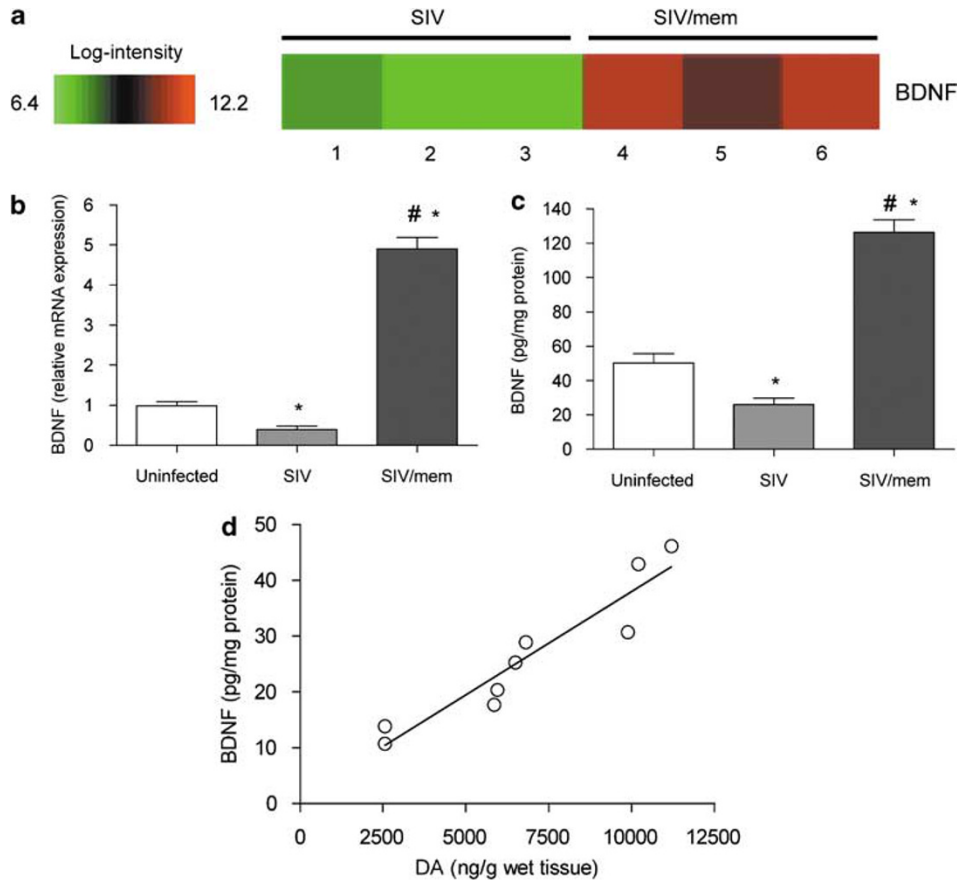 a
SIV SIV/mem
Log-intensity
6.4 12.2
BDNF
1 2 3 4 5 6
b
BDNF (relative mRNA expression)
6
5
4
3
2
1
0
*
# *
Uninfected SIV SIV/mem
c
BDNF (pg/mg protein)
140
120
100
80
60
40
20
0
*
# *
Uninfected SIV SIV/mem
d
BDNF (pg/mg protein)
50
40
30
20
10
0
0 2500 5000 7500 10000 12500
DA (ng/g wet tissue)